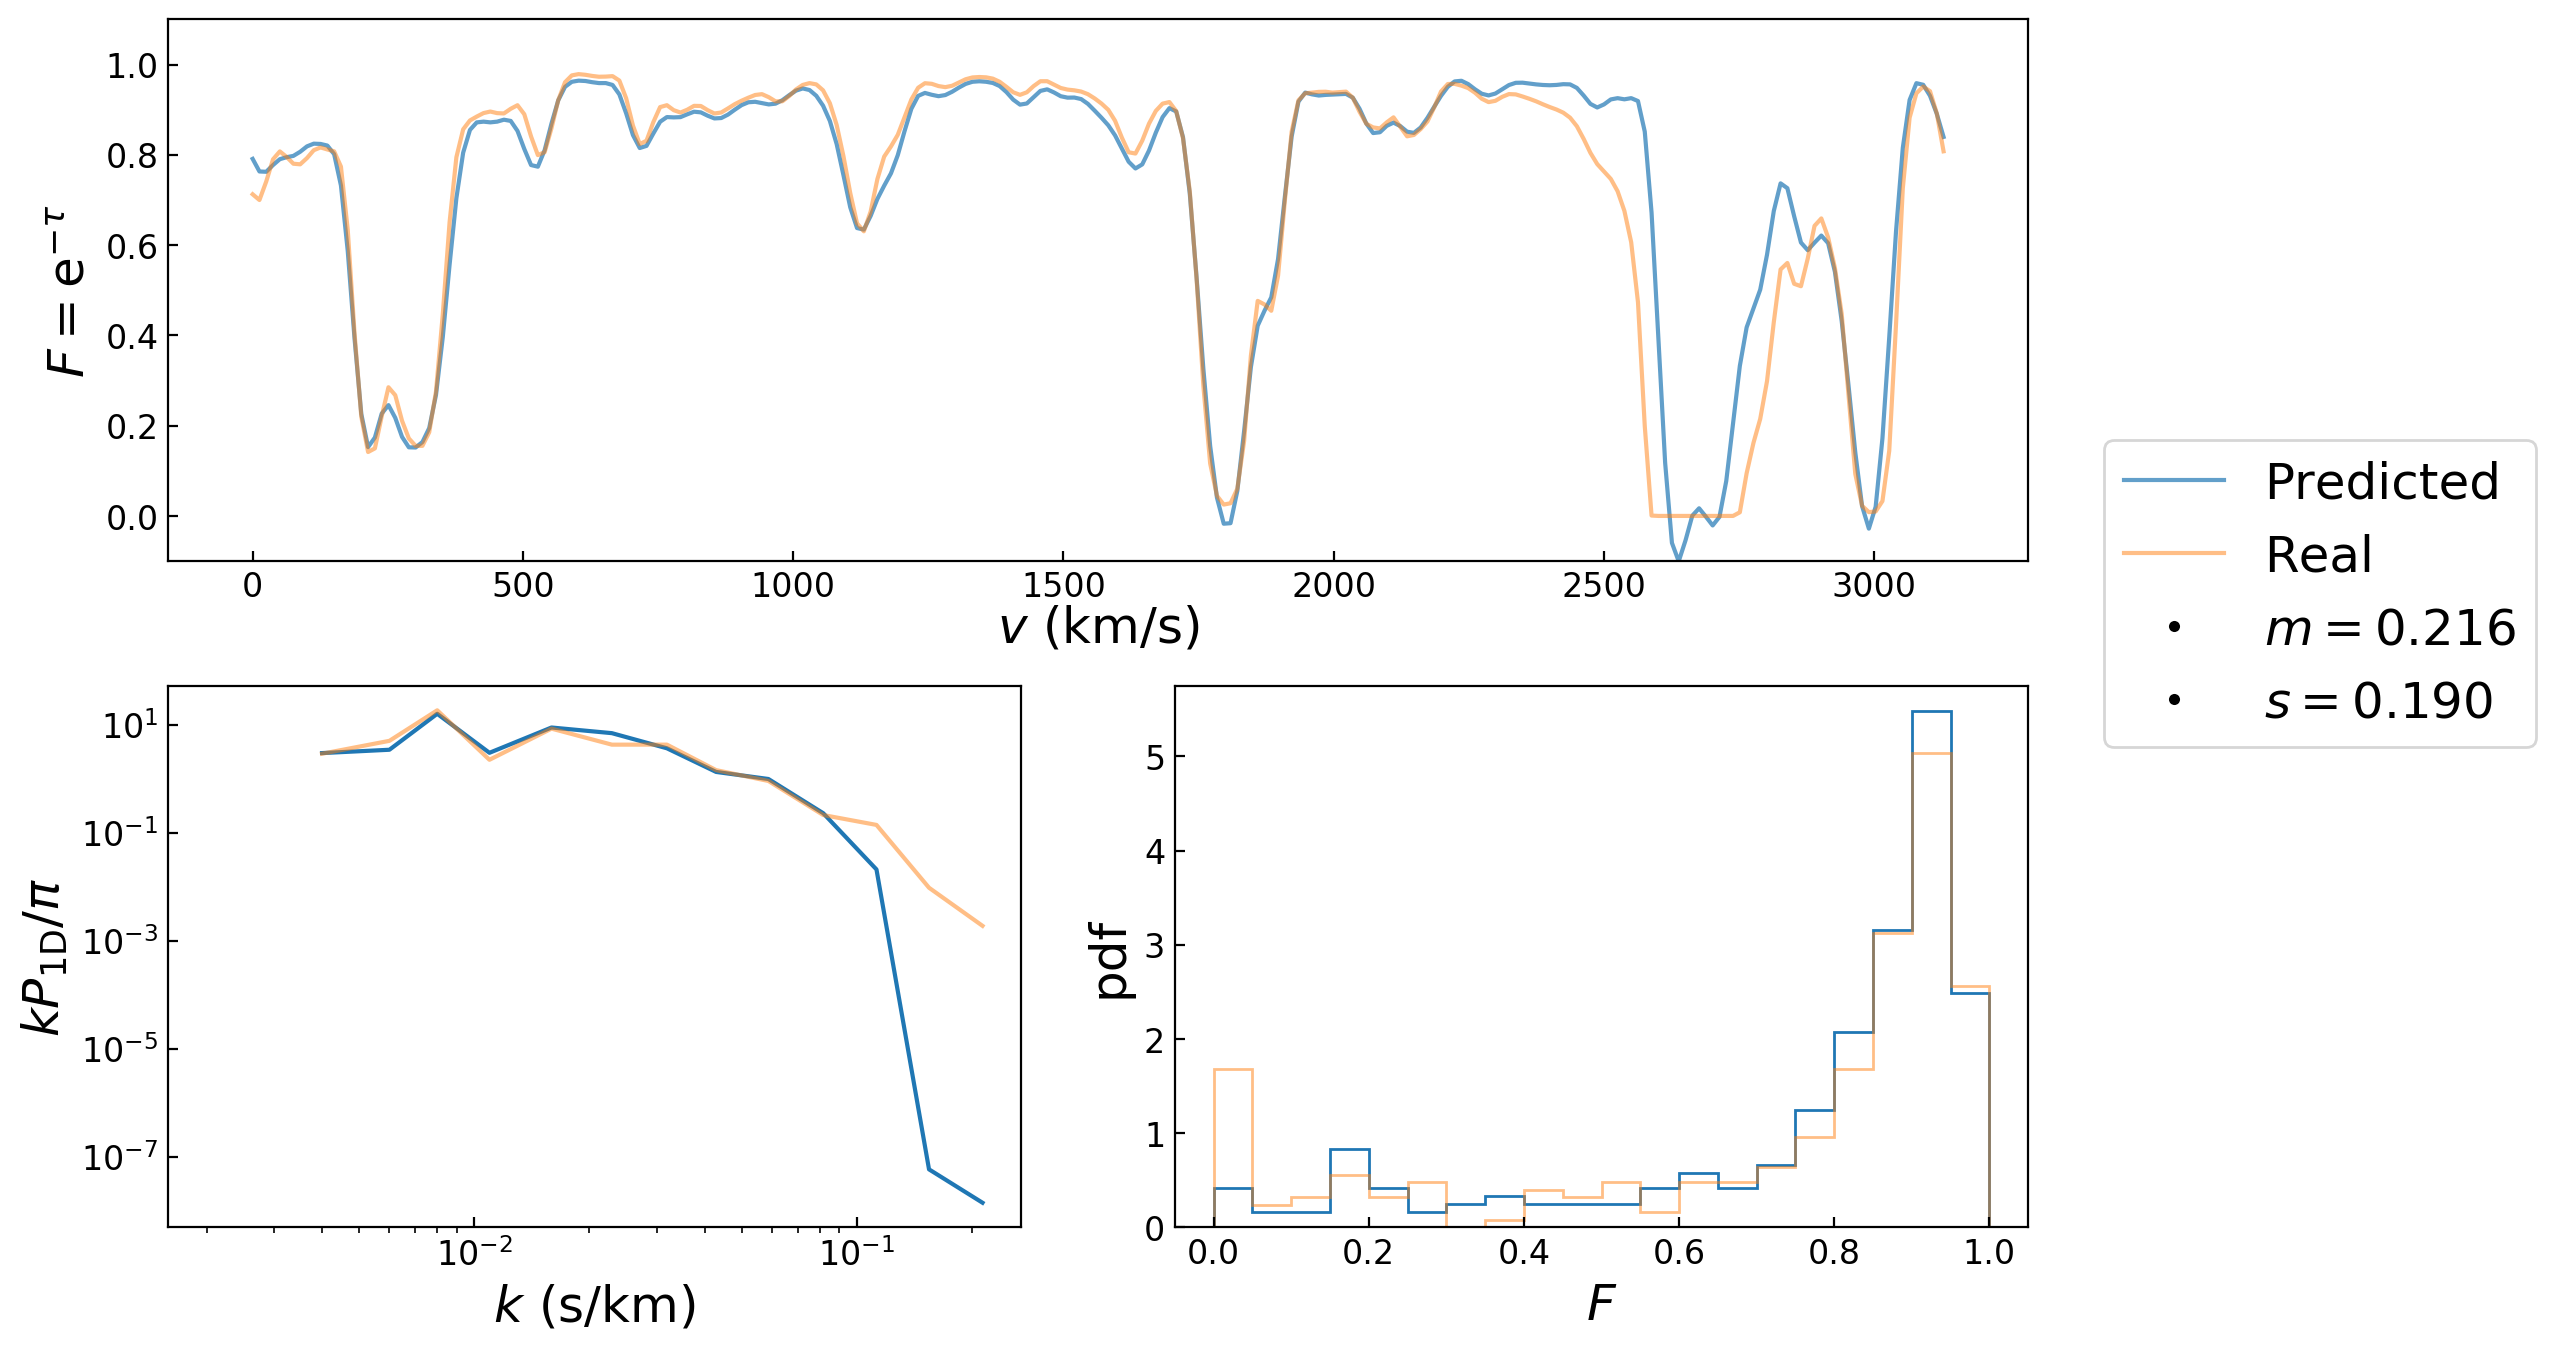 1.0
0.8
0.6
0.4
0.2
0.0
F = e^{-τ}
0 500 1000 1500 2000 2500 3000
v (km/s)
Predicted
Real
m = 0.216
s = 0.190
10^1
10^{-1}
10^{-3}
10^{-5}
10^{-7}
kP_{1D}/π
10^{-2} 10^{-1}
k (s/km)
5
4
3
2
1
0
pdf
0.0 0.2 0.4 0.6 0.8 1.0
F